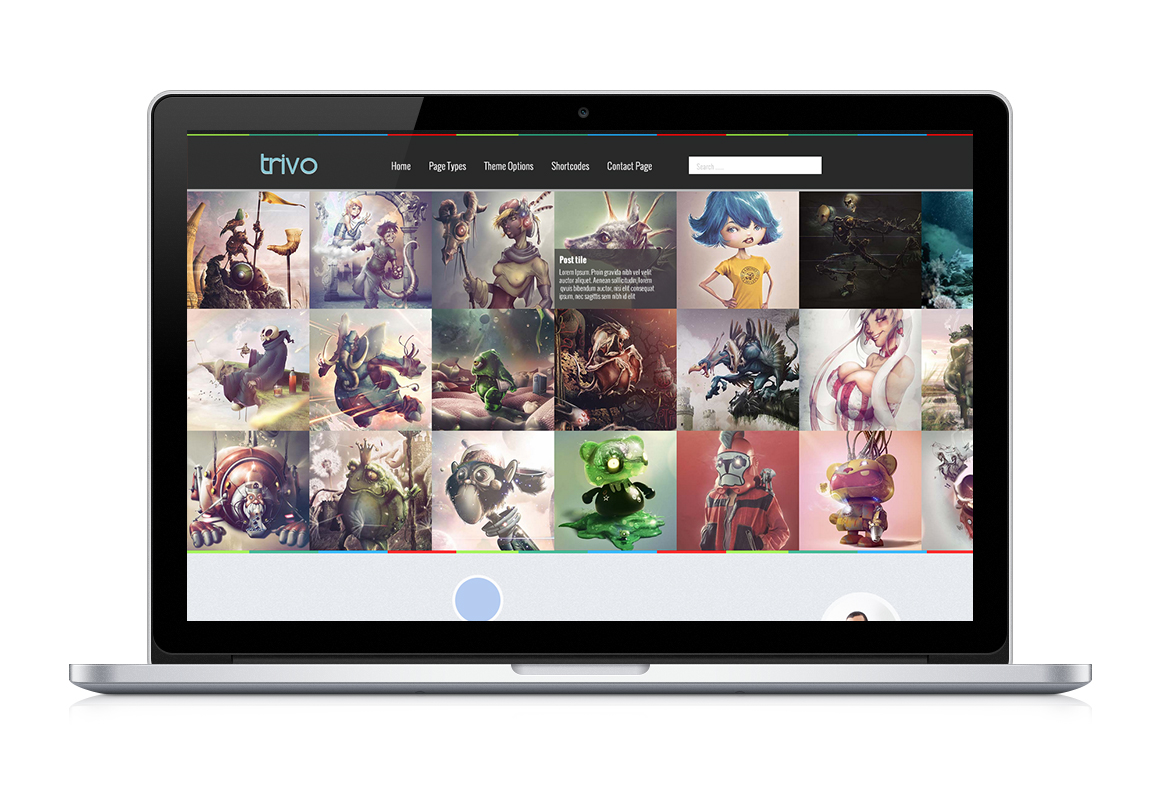 trivo
Home
Page Types
Theme Options
Shortcodes
Contact Page
Search ....
Post tile
Lorem Ipsum. Proin gravida nibh vel velit
auctor aliquet. Aenean sollicitudin, lorem
qvuis bibendum auctor, nisi elit consequat
ipsum, nec sagittis sem nibh id elit